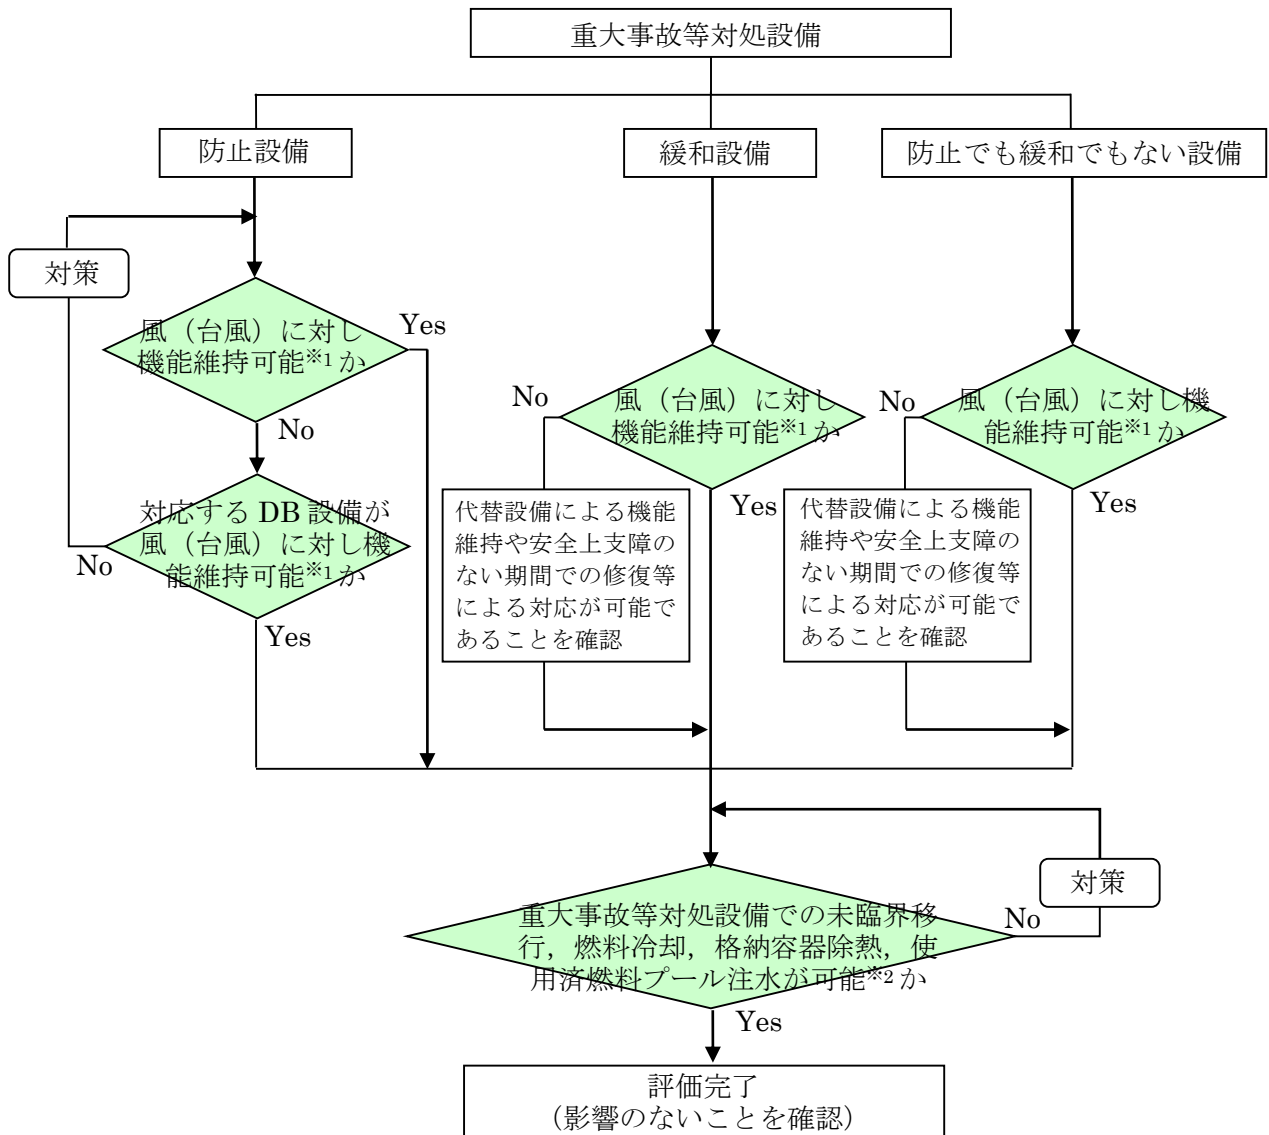 重大事故等対処設備
防止設備
緩和設備
防止でも緩和でもない設備
対策
風（台風）に対し
機能維持可能※1か
Yes
No
対応する DB 設備が
風（台風）に対し機
能維持可能※1か
No
Yes
風（台風）に対し
機能維持可能※1か
No
Yes
代替設備による機能
維持や安全上支障の
ない期間での修復等
による対応が可能で
あることを確認
風（台風）に対し機
能維持可能※1か
No
Yes
代替設備による機能
維持や安全上支障の
ない期間での修復等
による対応が可能で
あることを確認
対策
重大事故等対処設備での未臨界移
行，燃料冷却，格納容器除熱，使
用済燃料プール注水が可能※2か
No
Yes
評価完了
（影響のないことを確認）